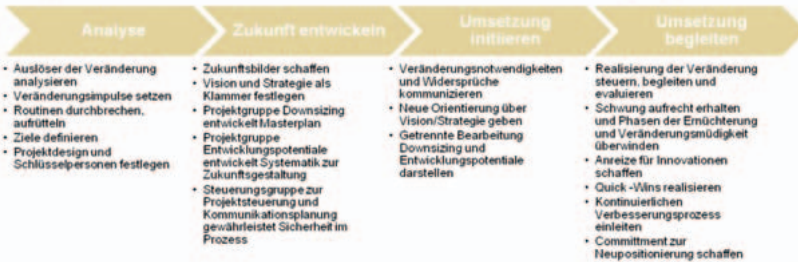 Analyse
• Auslöser der Veränderung
analysieren
• Veränderungsimpulse setzen
• Routinen durchbrechen,
aufrütteln
• Ziele definieren
• Projektdesign und
Schlüsselpersonen festlegen
Zukunft entwickeln
• Zukunftsbilder schaffen
• Vision und Strategie als
Klammer festlegen
• Projektgruppe Downsizing
entwickelt Masterplan
• Projektgruppe
Entwicklungspotentiale
entwickelt Systematik zur
Zukunftsgestaltung
• Steuerungsgruppe zur
Projektsteuerung und
Kommunikationsplanung
gewährleistet Sicherheit im
Prozess
Umsetzung
initiieren
• Veränderungsnotwendigkeiten
und Widersprüche
kommunizieren
• Neue Orientierung über
Vision/Strategie geben
• Getrennte Bearbeitung
Downsizing und
Entwicklungspotentiale
darstellen
Umsetzung
begleiten
• Realisierung der Veränderung
steuern, begleiten und
evaluieren
• Schwung aufrecht erhalten
und Phasen der Ernüchterung
und Veränderungsmüdigkeit
überwinden
• Anreize für Innovationen
schaffen
• Quick -Wins realisieren
• Kontinuierlichen
Verbesserungsprozess
einleiten
• Committment zur
Neupositionierung schaffen